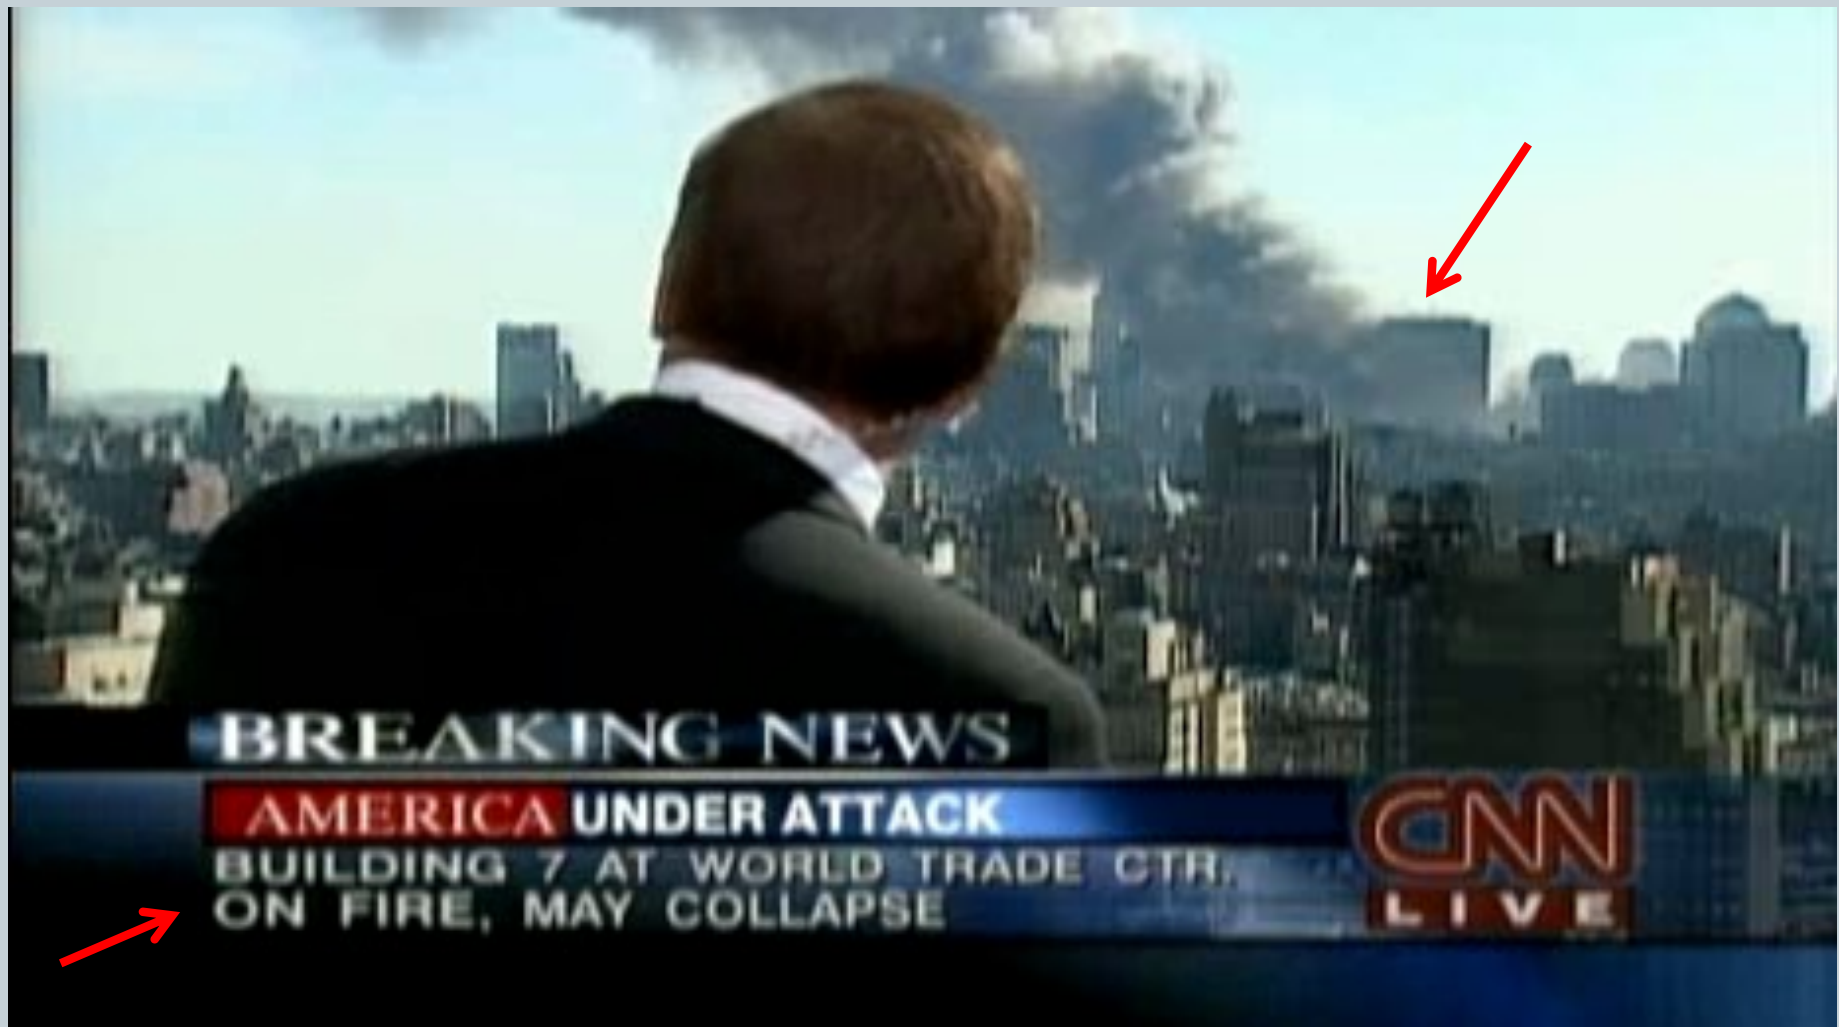 BREAKING NEWS
AMERICA UNDER ATTACK
BUILDING 7 AT WORLD TRADE CTR.
ON FIRE, MAY COLLAPSE
CNN
LIVE